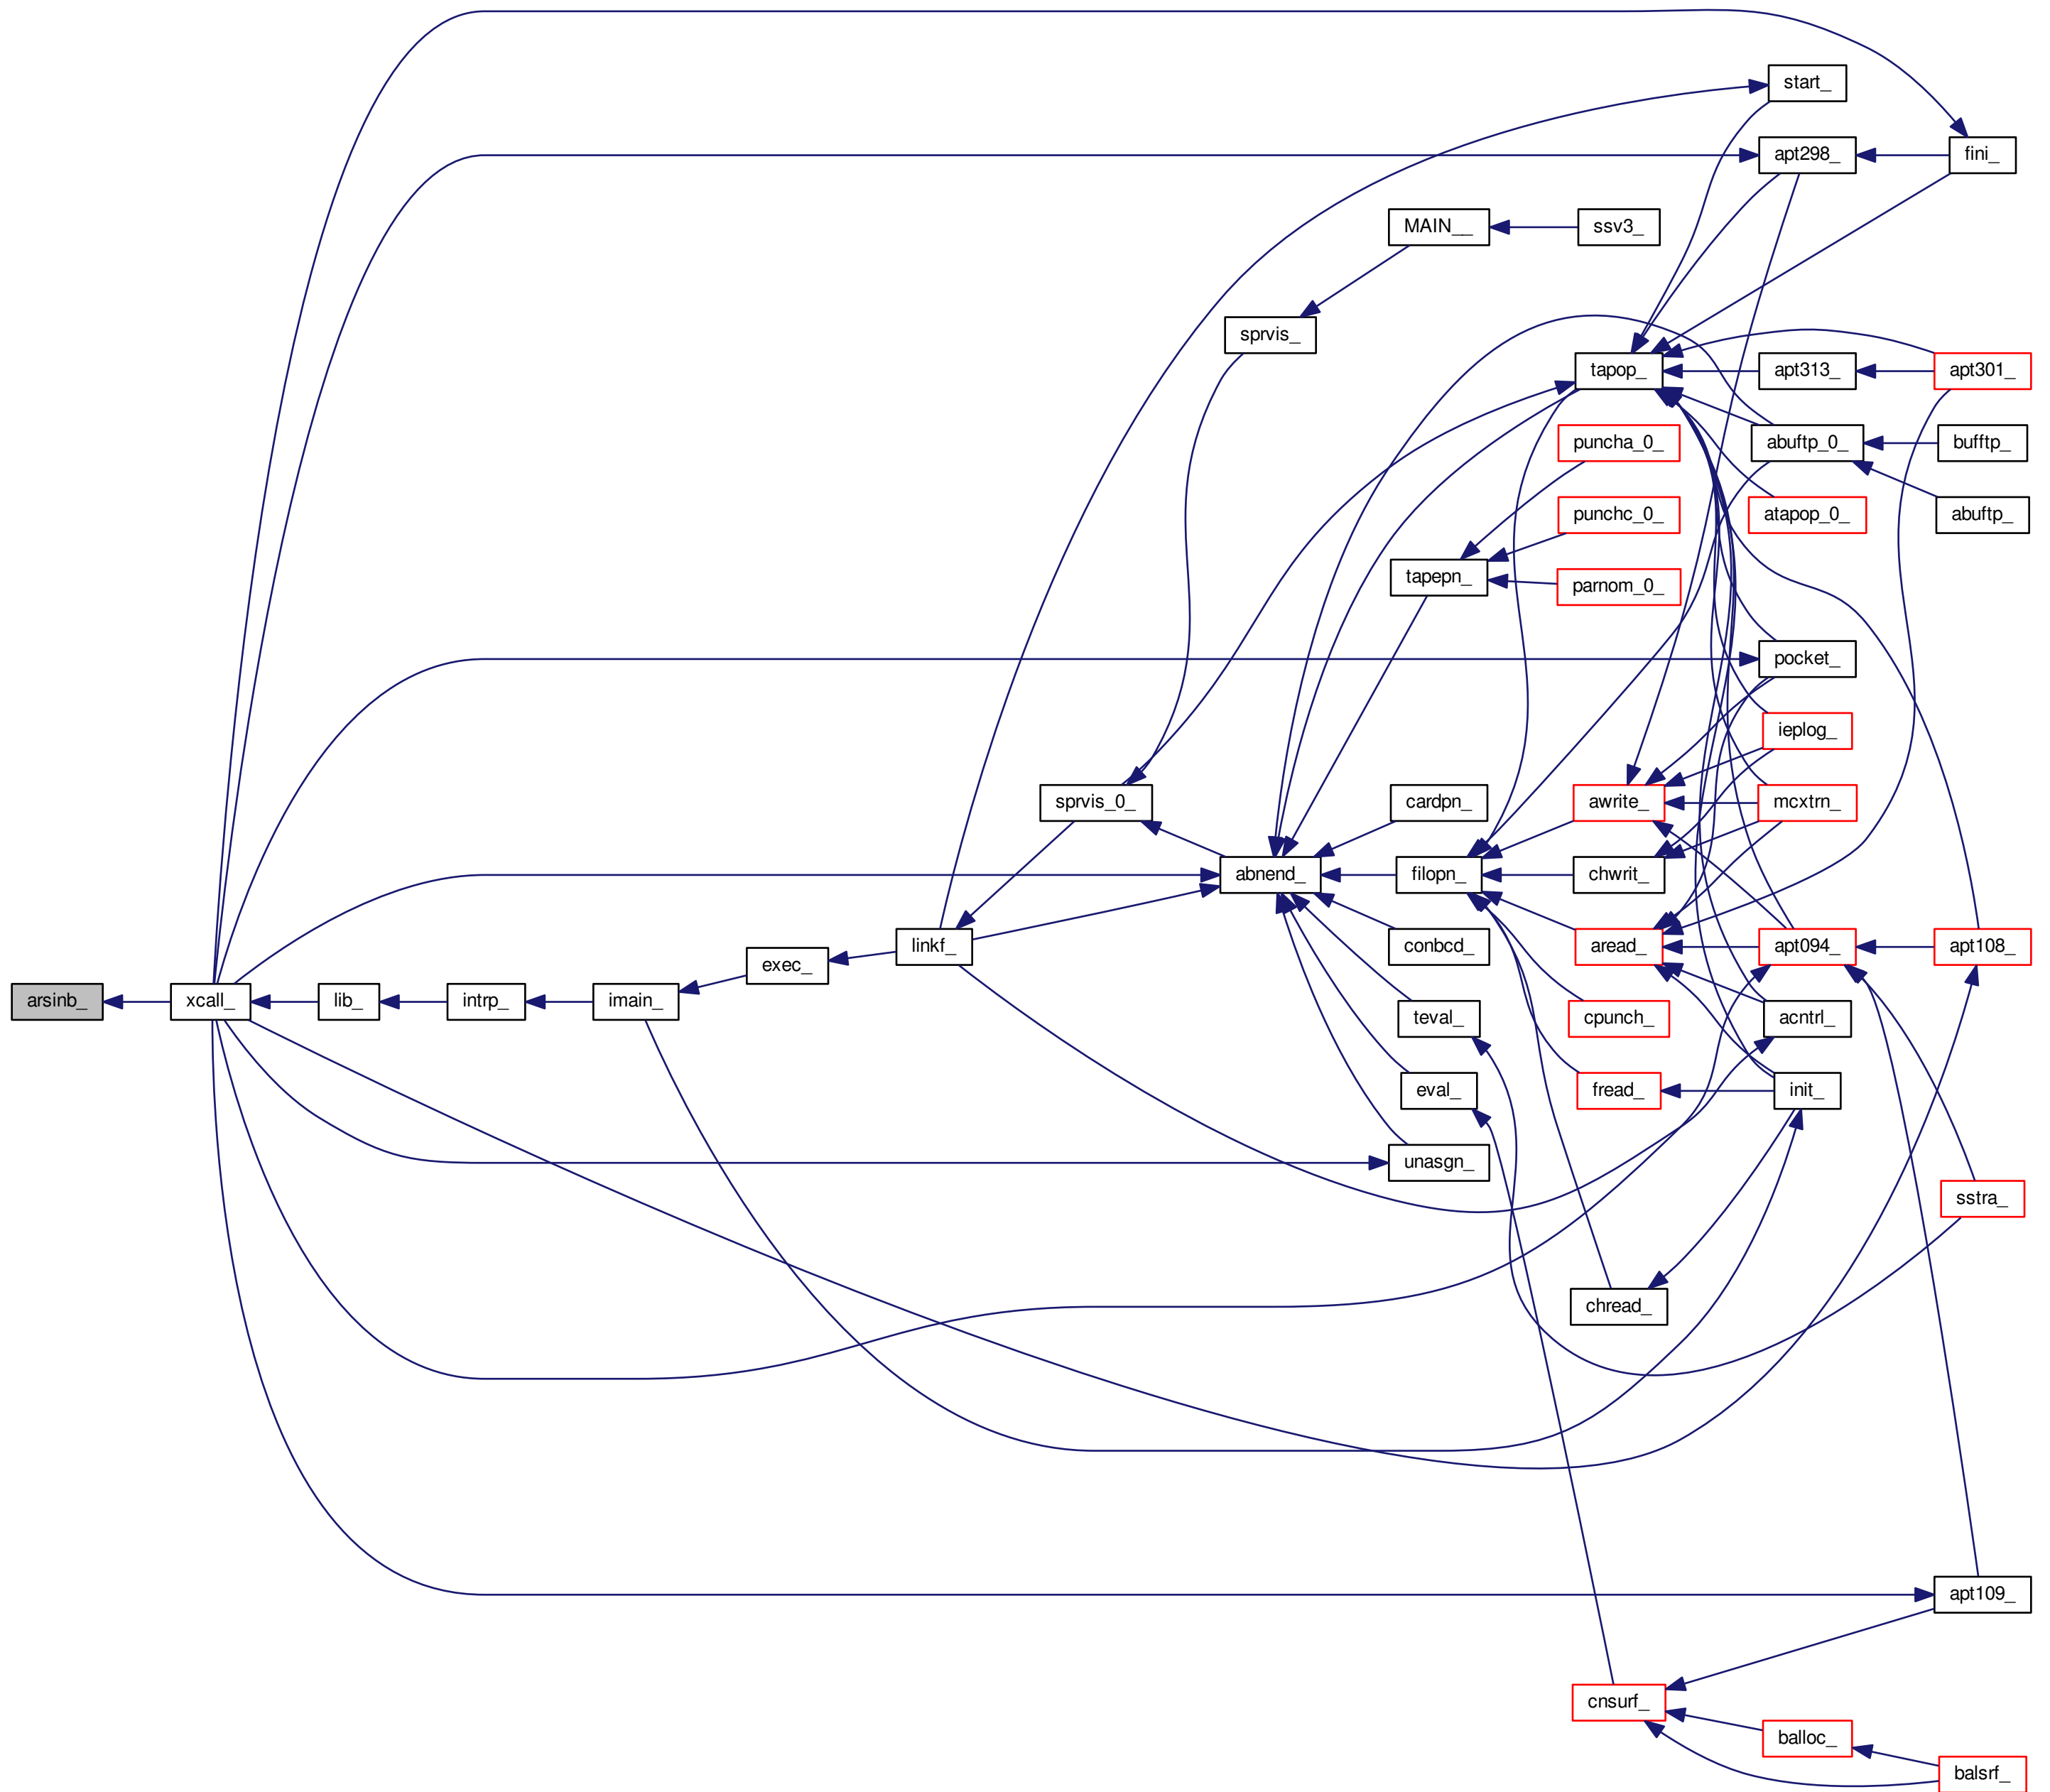 start_
apt298_
fini_
MAIN__
ssv3_
sprvis_
tapop_
apt313_
apt301_
puncha_0_
abuftp_0_
bufftp_
punchc_0_
atapop_0_
abuftp_
tapepn_
parnom_0_
pocket_
ieplog_
sprvis_0_
cardpn_
awrite_
mcxtrn_
abnend_
filopn_
chwrit_
linkf_
conbcd_
aread_
apt094_
apt108_
exec_
arsinb_
xcall_
lib_
intrp_
imain_
teval_
cpunch_
acntrl_
eval_
fread_
init_
unasgn_
sstra_
chread_
apt109_
cnsurf_
balloc_
balsrf_